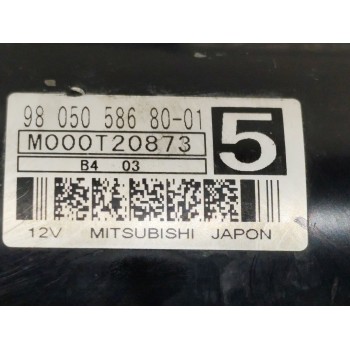 98 050 586 80-01
5
M000T20873
B4 03
12V MITSUBISHI JAPON